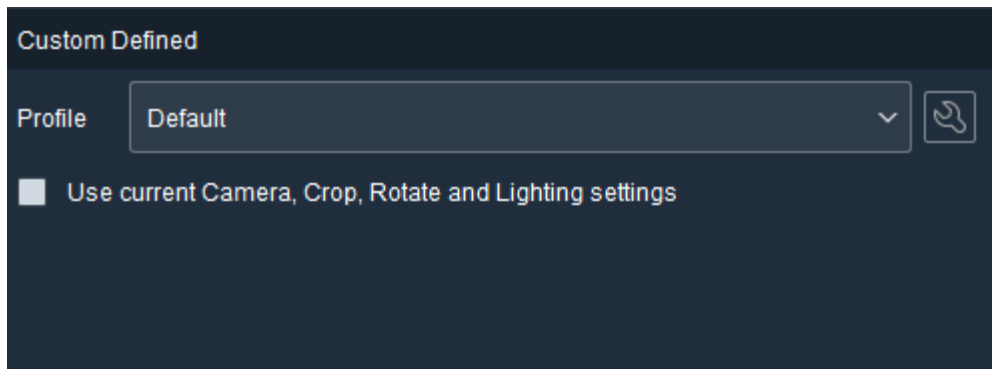 Custom Defined
Profile Default
Use current Camera, Crop, Rotate and Lighting settings